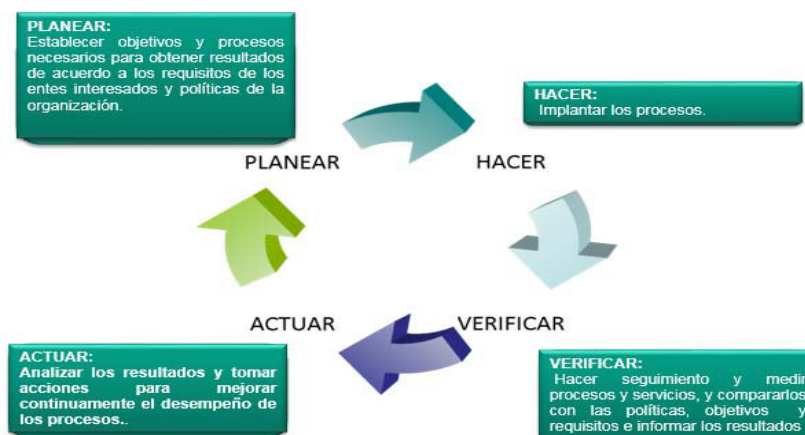 PLANEAR:
Establecer objetivos y procesos
necesarios para obtener resultados
de acuerdo a los requisitos de los
entes interesados y políticas de la
organización.
HACER:
Implantar los procesos.
PLANEAR
HACER
ACTUAR
VERIFICAR
ACTUAR:
Analizar los resultados y tomar
acciones para mejorar
continuamente el desempeño de
los procesos..
VERIFICAR:
Hacer seguimiento y medir
procesos y servicios, y compararlos
con las políticas, objetivos y
requisitos e informar los resultados